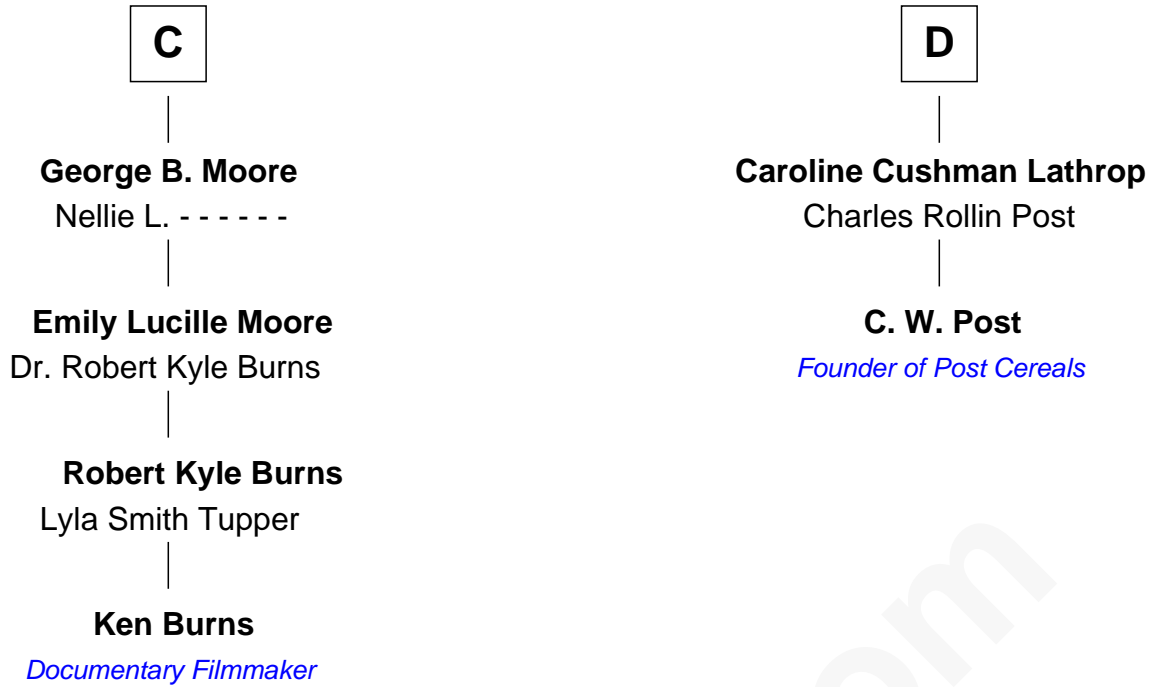 C
George B. Moore
Nellie L. - - - - - -
Emily Lucille Moore
Dr. Robert Kyle Burns
Robert Kyle Burns
Lyla Smith Tupper
Ken Burns
Documentary Filmmaker
D
Caroline Cushman Lathrop
Charles Rollin Post
C. W. Post
Founder of Post Cereals
om